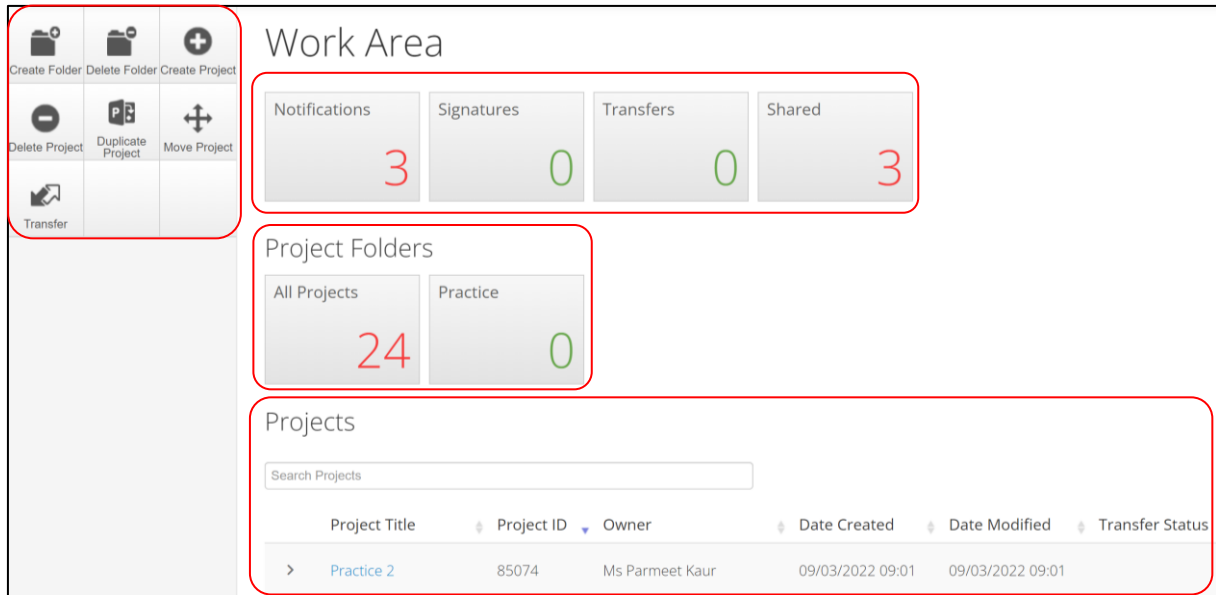 Create Folder Delete Folder Create Project
Delete Project Duplicate Project Move Project
Transfer
Work Area
Notifications Signatures Transfers Shared
3 0 0 3
Project Folders
All Projects Practice
24 0
Projects
Search Projects
Project Title Project ID Owner Date Created Date Modified Transfer Status
Practice 2 85074 Ms Parmeet Kaur 09/03/2022 09:01 09/03/2022 09:01